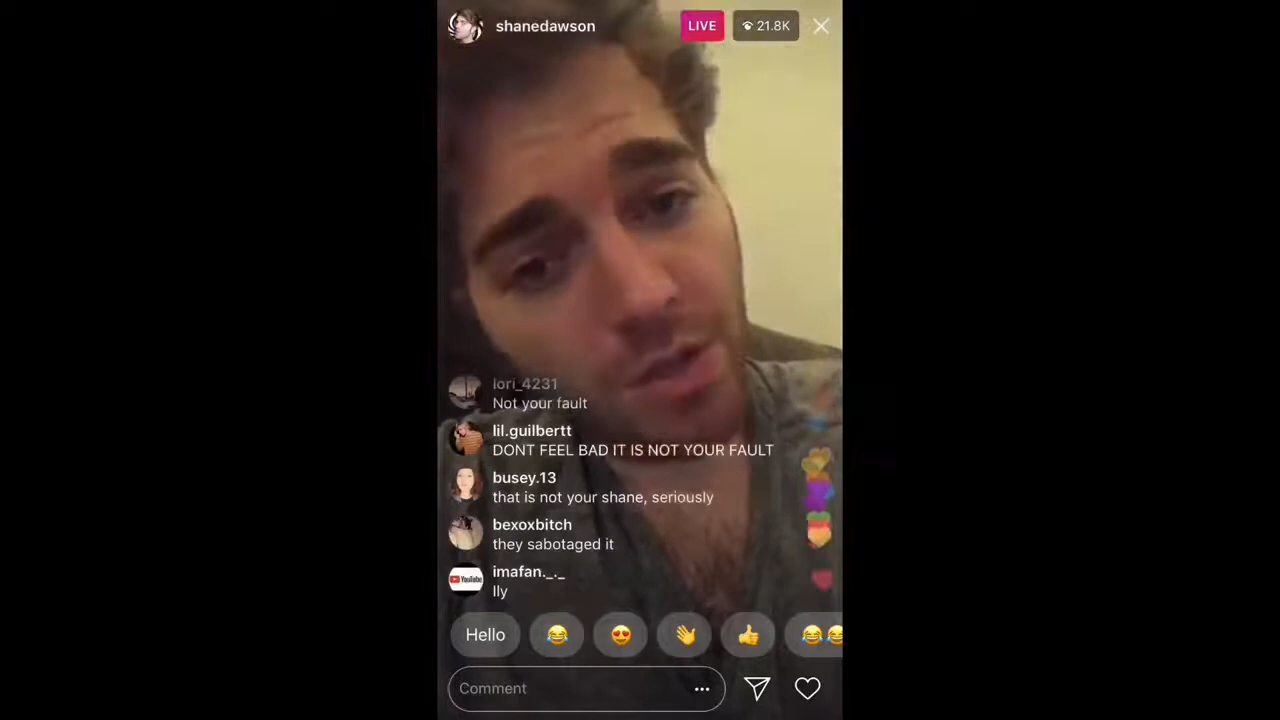 shanedawson
LIVE
21.8K
lori_4231
Not your fault
lil.guilbertt
DONT FEEL BAD IT IS NOT YOUR FAULT
busey.13
that is not your shane, seriously
bexoxbitch
they sabotaged it
YouTube
imafan._._
Ily
Hello
Comment